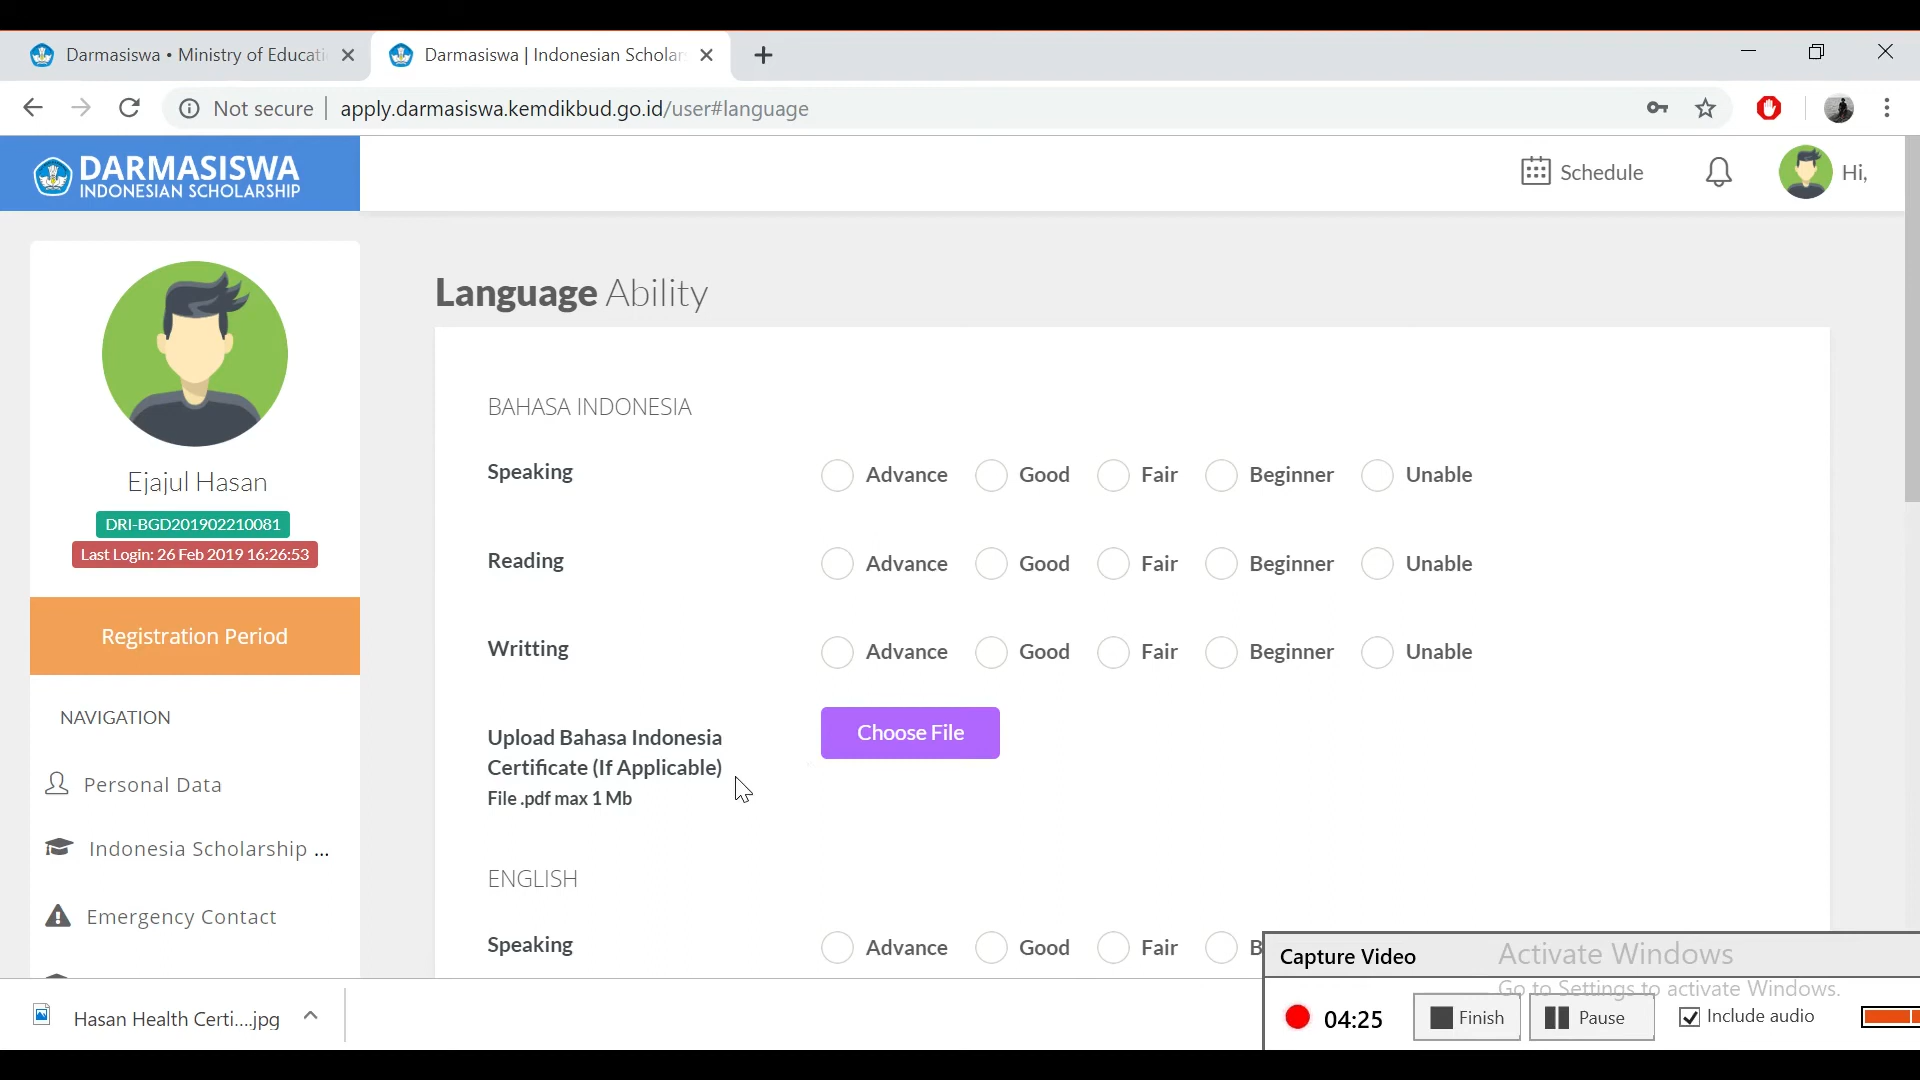 Darmasiswa • Ministry of Educati
Darmasiswa | Indonesian Scholar
Not secure | apply.darmasiswa.kemdikbud.go.id/user#language
DARMASISWA
INDONESIAN SCHOLARSHIP
Schedule
Hi,
Ejajul Hasan
DRI-BGD201902210081
Last Login: 26 Feb 2019 16:26:53
Registration Period
NAVIGATION
Personal Data
Indonesia Scholarship ...
Emergency Contact
Language Ability
BAHASA INDONESIA
Speaking Advance Good Fair Beginner Unable
Reading Advance Good Fair Beginner Unable
Writting Advance Good Fair Beginner Unable
Upload Bahasa Indonesia
Certificate (If Applicable)
File .pdf max 1 Mb
Choose File
ENGLISH
Speaking Advance Good Fair B
Capture Video
Activate Windows
Go to Settings to activate Windows.
04:25 Finish Pause Include audio
Hasan Health Certi....jpg